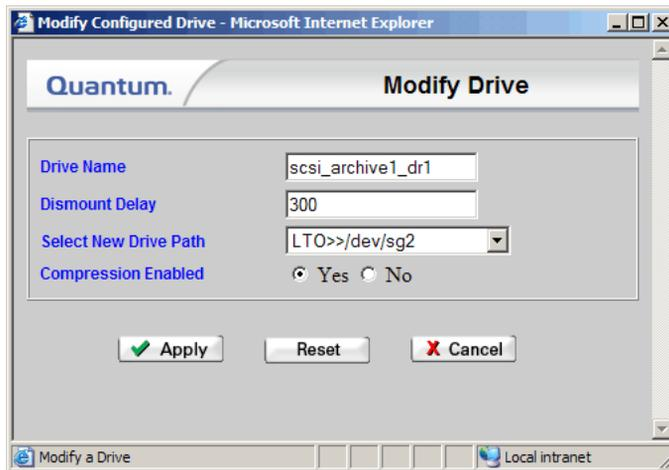 Modify Configured Drive - Microsoft Internet Explorer
Quantum.
Modify Drive
Drive Name scsi_archive1_dr1
Dismount Delay 300
Select New Drive Path LTO>>/dev/sg2
Compression Enabled Yes No
Apply Reset X Cancel
Modify a Drive Local intranet